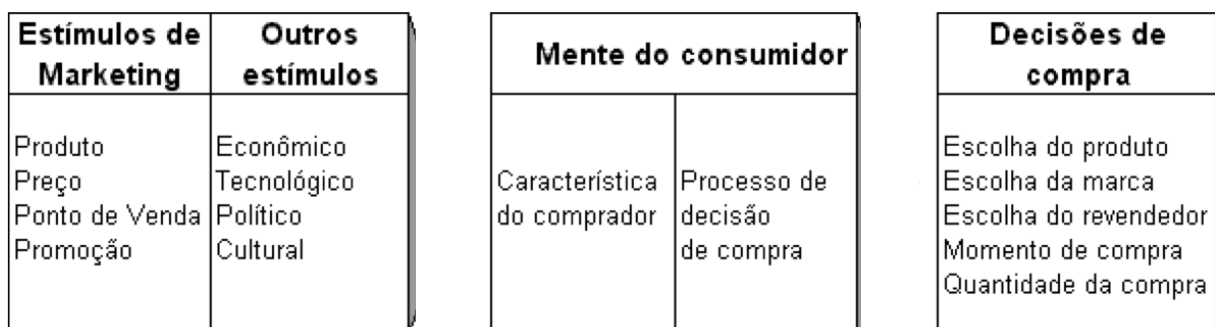 Estímulos de
Marketing
Outros
estímulos
Produto
Preço
Ponto de Venda
Promoção
Econômico
Tecnológico
Político
Cultural
Mente do consumidor
Característica
do comprador
Processo de
decisão
de compra
Decisões de
compra
Escolha do produto
Escolha da marca
Escolha do revendedor
Momento de compra
Quantidade da compra